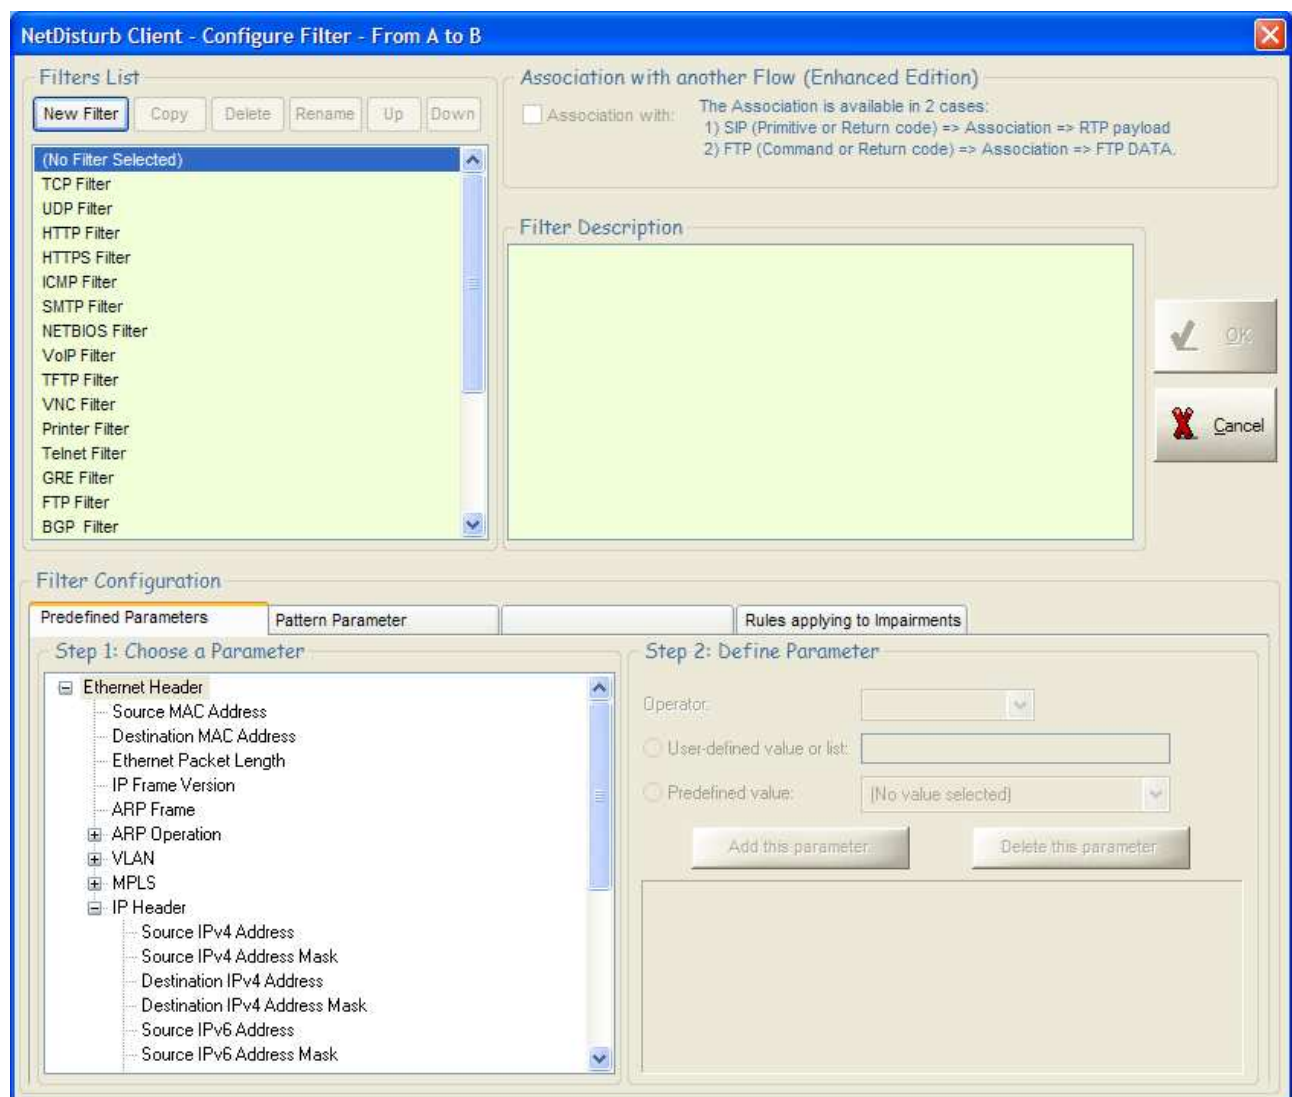 NetDisturb Client - Configure Filter - From A to B
Filters List
New Filter Copy Delete Rename Up Down
(No Filter Selected)
TCP Filter
UDP Filter
HTTP Filter
HTTPS Filter
ICMP Filter
SMTP Filter
NETBIOS Filter
VoIP Filter
TFTP Filter
VNC Filter
Printer Filter
Telnet Filter
GRE Filter
FTP Filter
BGP Filter
Association with another Flow (Enhanced Edition)
Association with:
The Association is available in 2 cases:
1) SIP (Primitive or Return code) => Association => RTP payload
2) FTP (Command or Return code) => Association => FTP DATA.
Filter Description
OK
Cancel
Filter Configuration
Predefined Parameters Pattern Parameter Rules applying to Impairments
Step 1: Choose a Parameter
Ethernet Header
Source MAC Address
Destination MAC Address
Ethernet Packet Length
IP Frame Version
ARP Frame
ARP Operation
VLAN
MPLS
IP Header
Source IPv4 Address
Source IPv4 Address Mask
Destination IPv4 Address
Destination IPv4 Address Mask
Source IPv6 Address
Source IPv6 Address Mask
Step 2: Define Parameter
Operator:
User-defined value or list:
Predefined value: (No value selected)
Add this parameter Delete this parameter